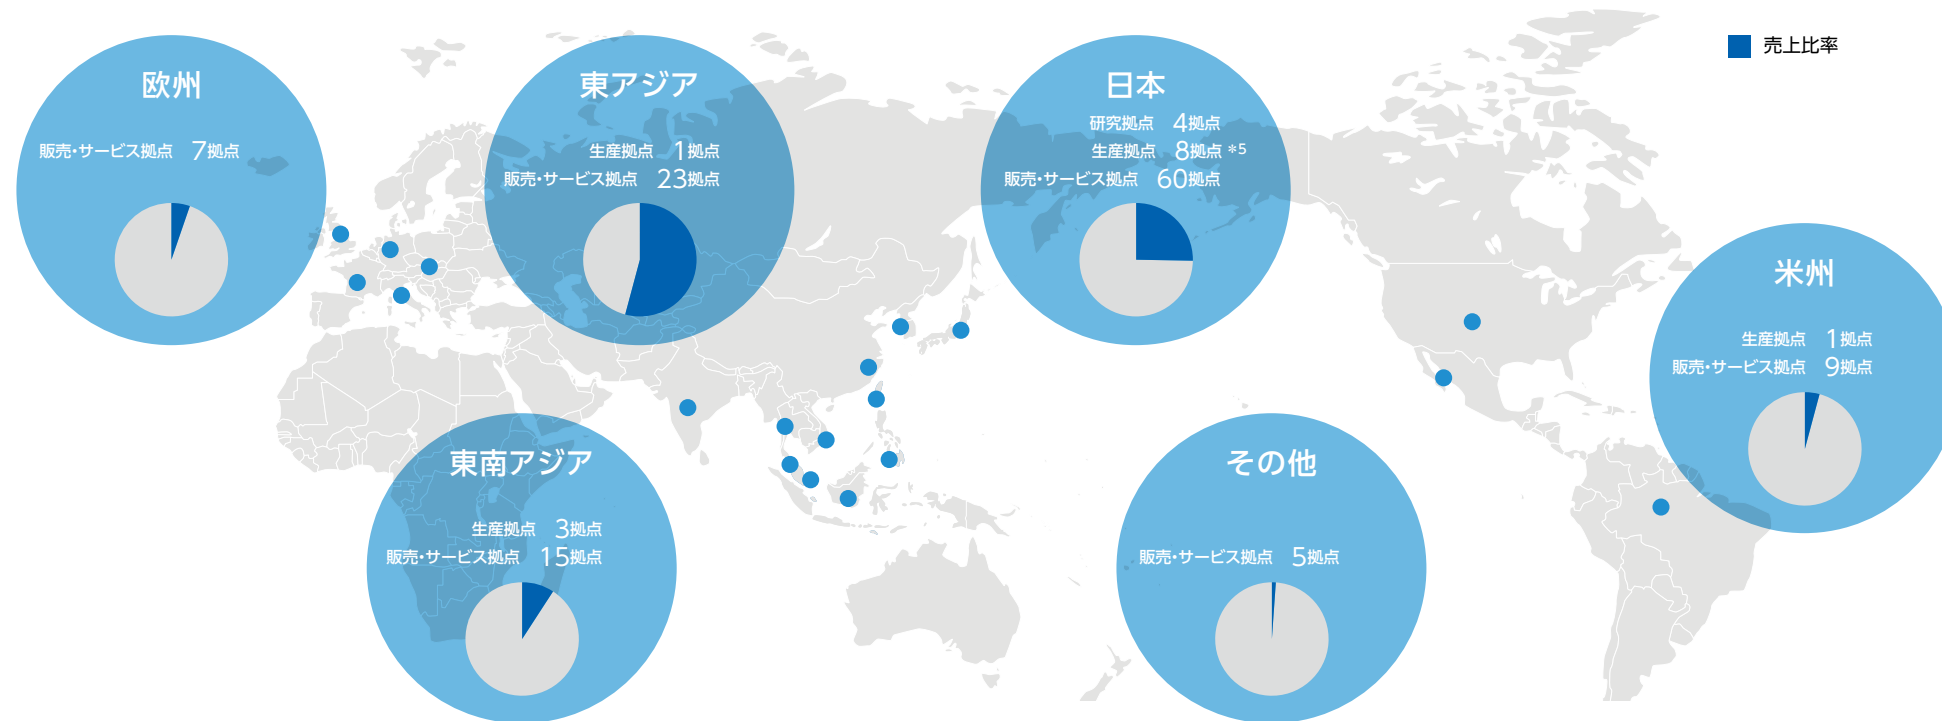 売上比率
欧州
販売・サービス拠点 7拠点
東アジア
生産拠点 1拠点
販売・サービス拠点 23拠点
日本
研究拠点 4拠点
生産拠点 8拠点 *5
販売・サービス拠点 60拠点
米州
生産拠点 1拠点
販売・サービス拠点 9拠点
東南アジア
生産拠点 3拠点
販売・サービス拠点 15拠点
その他
販売・サービス拠点 5拠点